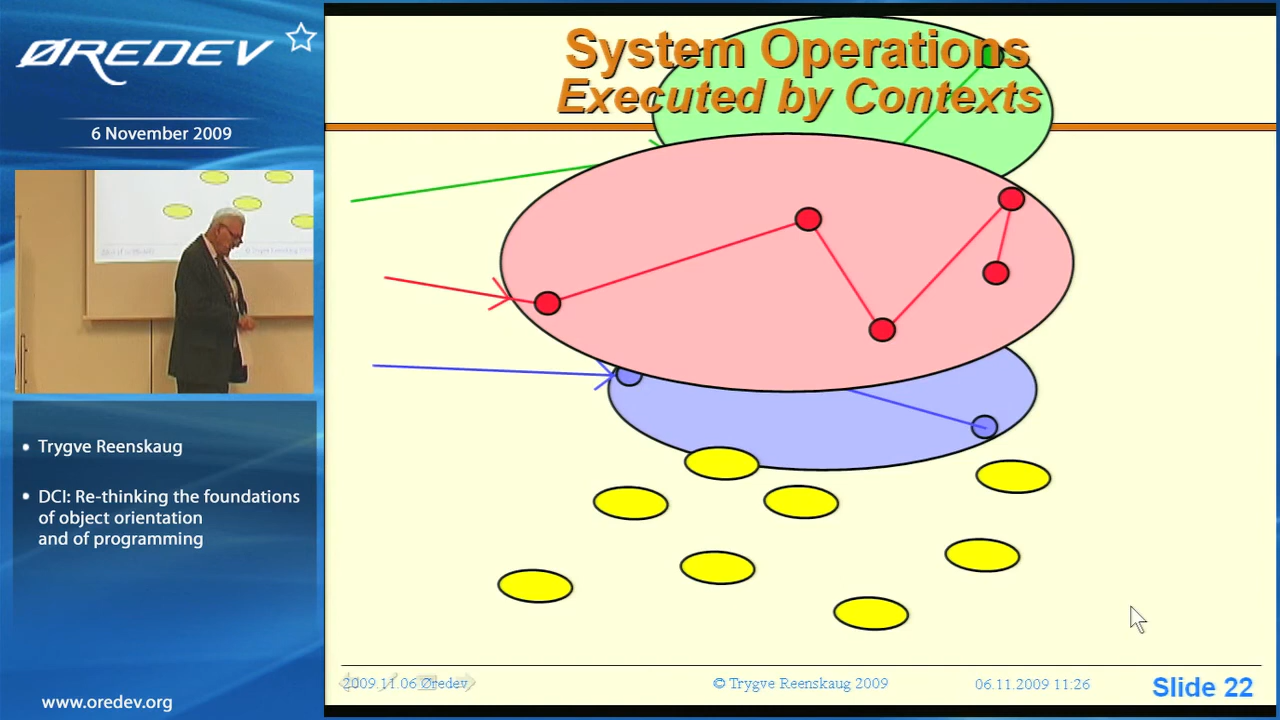 ØREDEV
6 November 2009
Trygve Reenskaug
DCI: Re-thinking the foundations
of object orientation
and of programming
www.oredev.org
System Operations
Executed by Contexts
2009.11.06 Øredev
© Trygve Reenskaug 2009
06.11.2009 11:26
Slide 22